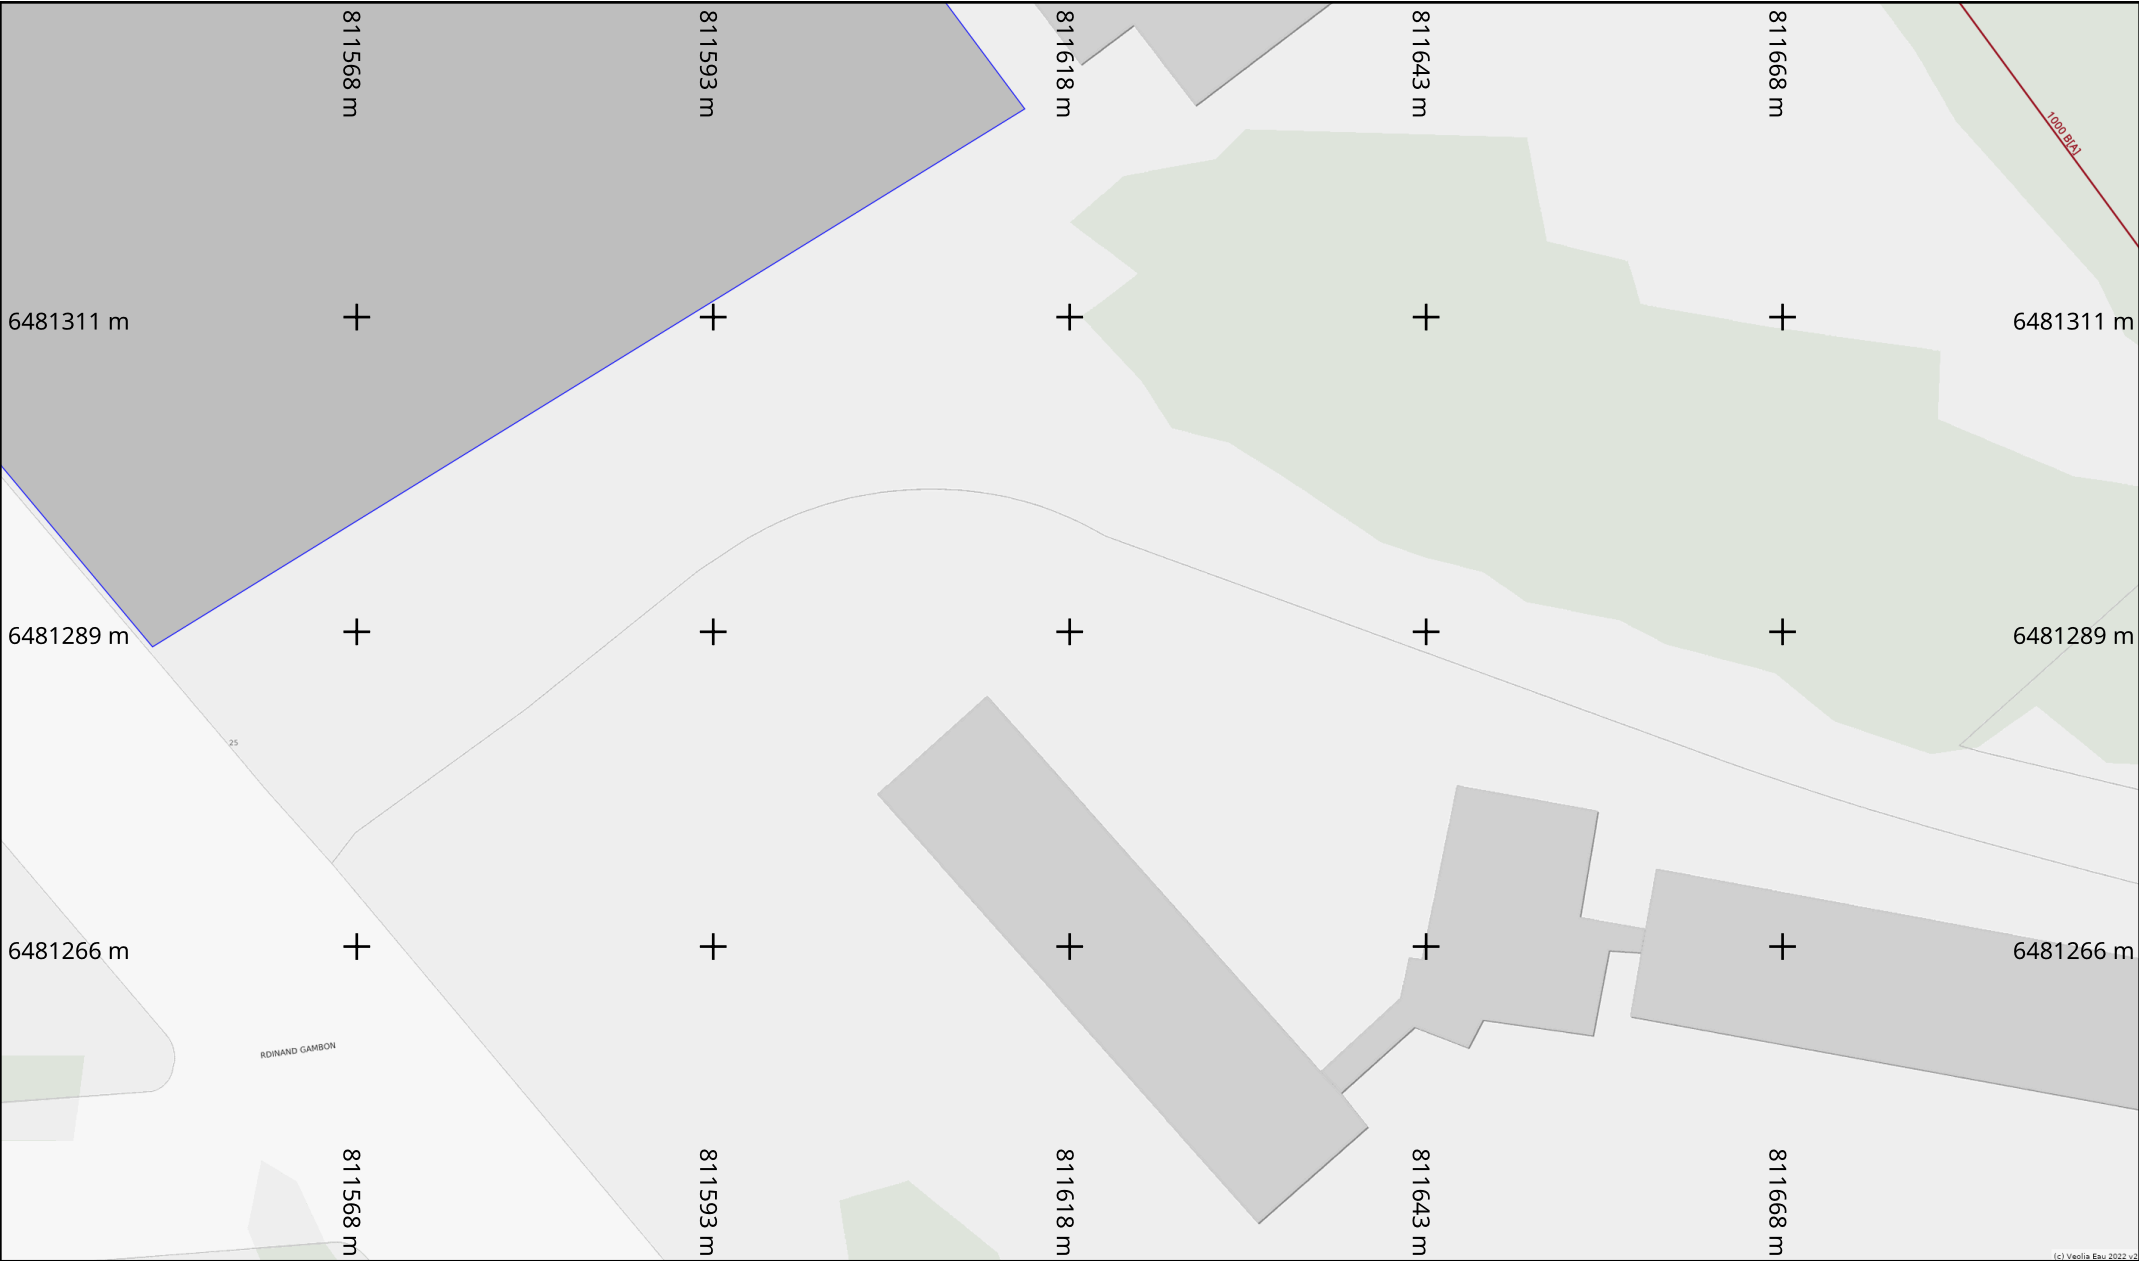 811568 m
811593 m
811618 m
811643 m
811668 m
1000 B[A]
6481311 m
6481311 m
6481289 m
6481289 m
25
6481266 m
6481266 m
RDINAND GAMBON
811568 m
811593 m
811618 m
811643 m
811668 m
(c) Veolia Eau 2022 v2